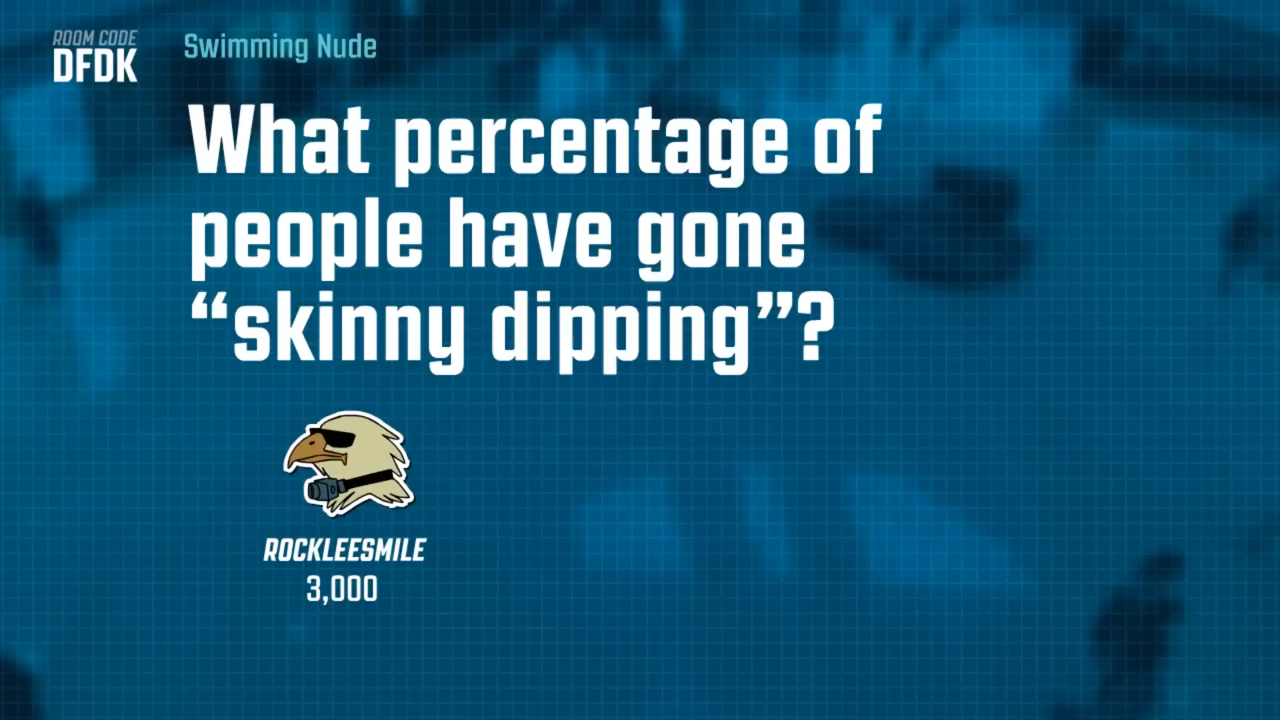 ROOM CODE
DFDK
Swimming Nude
What percentage of
people have gone
“skinny dipping”?
ROCKLEESMILE
3,000